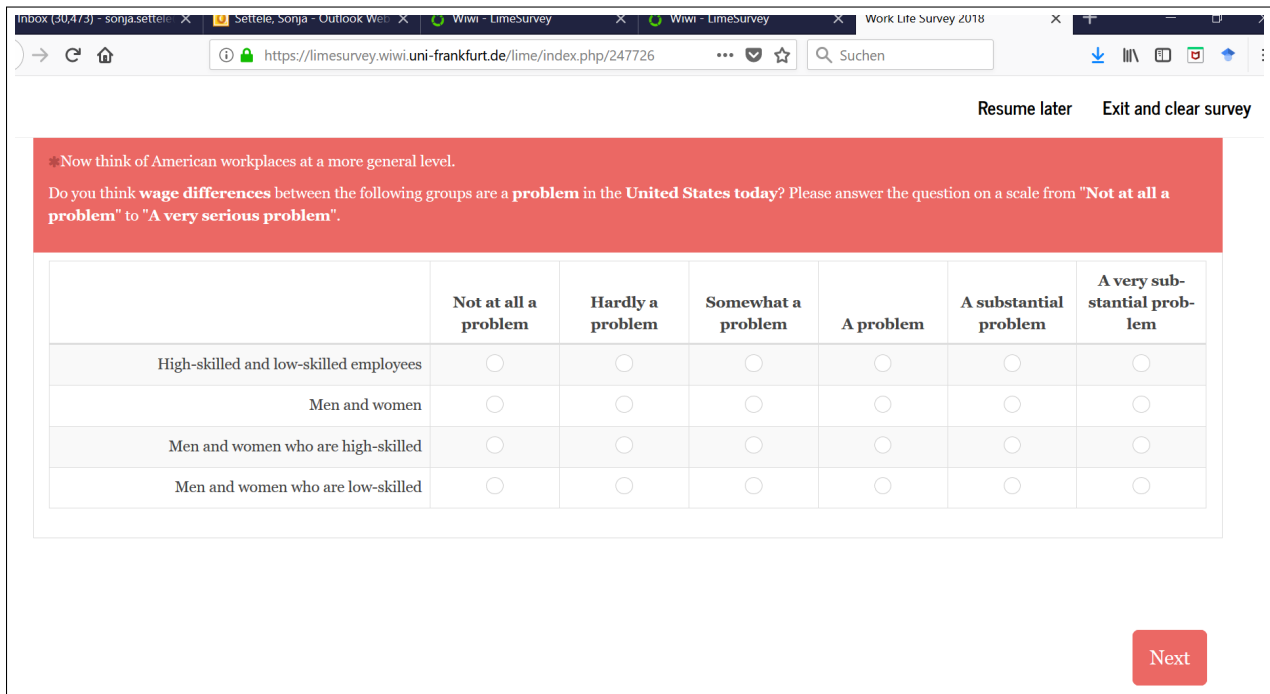 Inbox (30,473) - sonja.settele
Settele, Sonja - Outlook Web
Wiwi - LimeSurvey
Wiwi - LimeSurvey
Work Life Survey 2018
https://limesurvey.wiwi.uni-frankfurt.de/lime/index.php/247726
Suchen
Resume later Exit and clear survey
*Now think of American workplaces at a more general level.
Do you think wage differences between the following groups are a problem in the United States today? Please answer the question on a scale from "Not at all a
problem" to "A very serious problem".
Not at all a
problem
Hardly a
problem
Somewhat a
problem
A problem
A substantial
problem
A very sub-
stantial prob-
lem
High-skilled and low-skilled employees
Men and women
Men and women who are high-skilled
Men and women who are low-skilled
Next